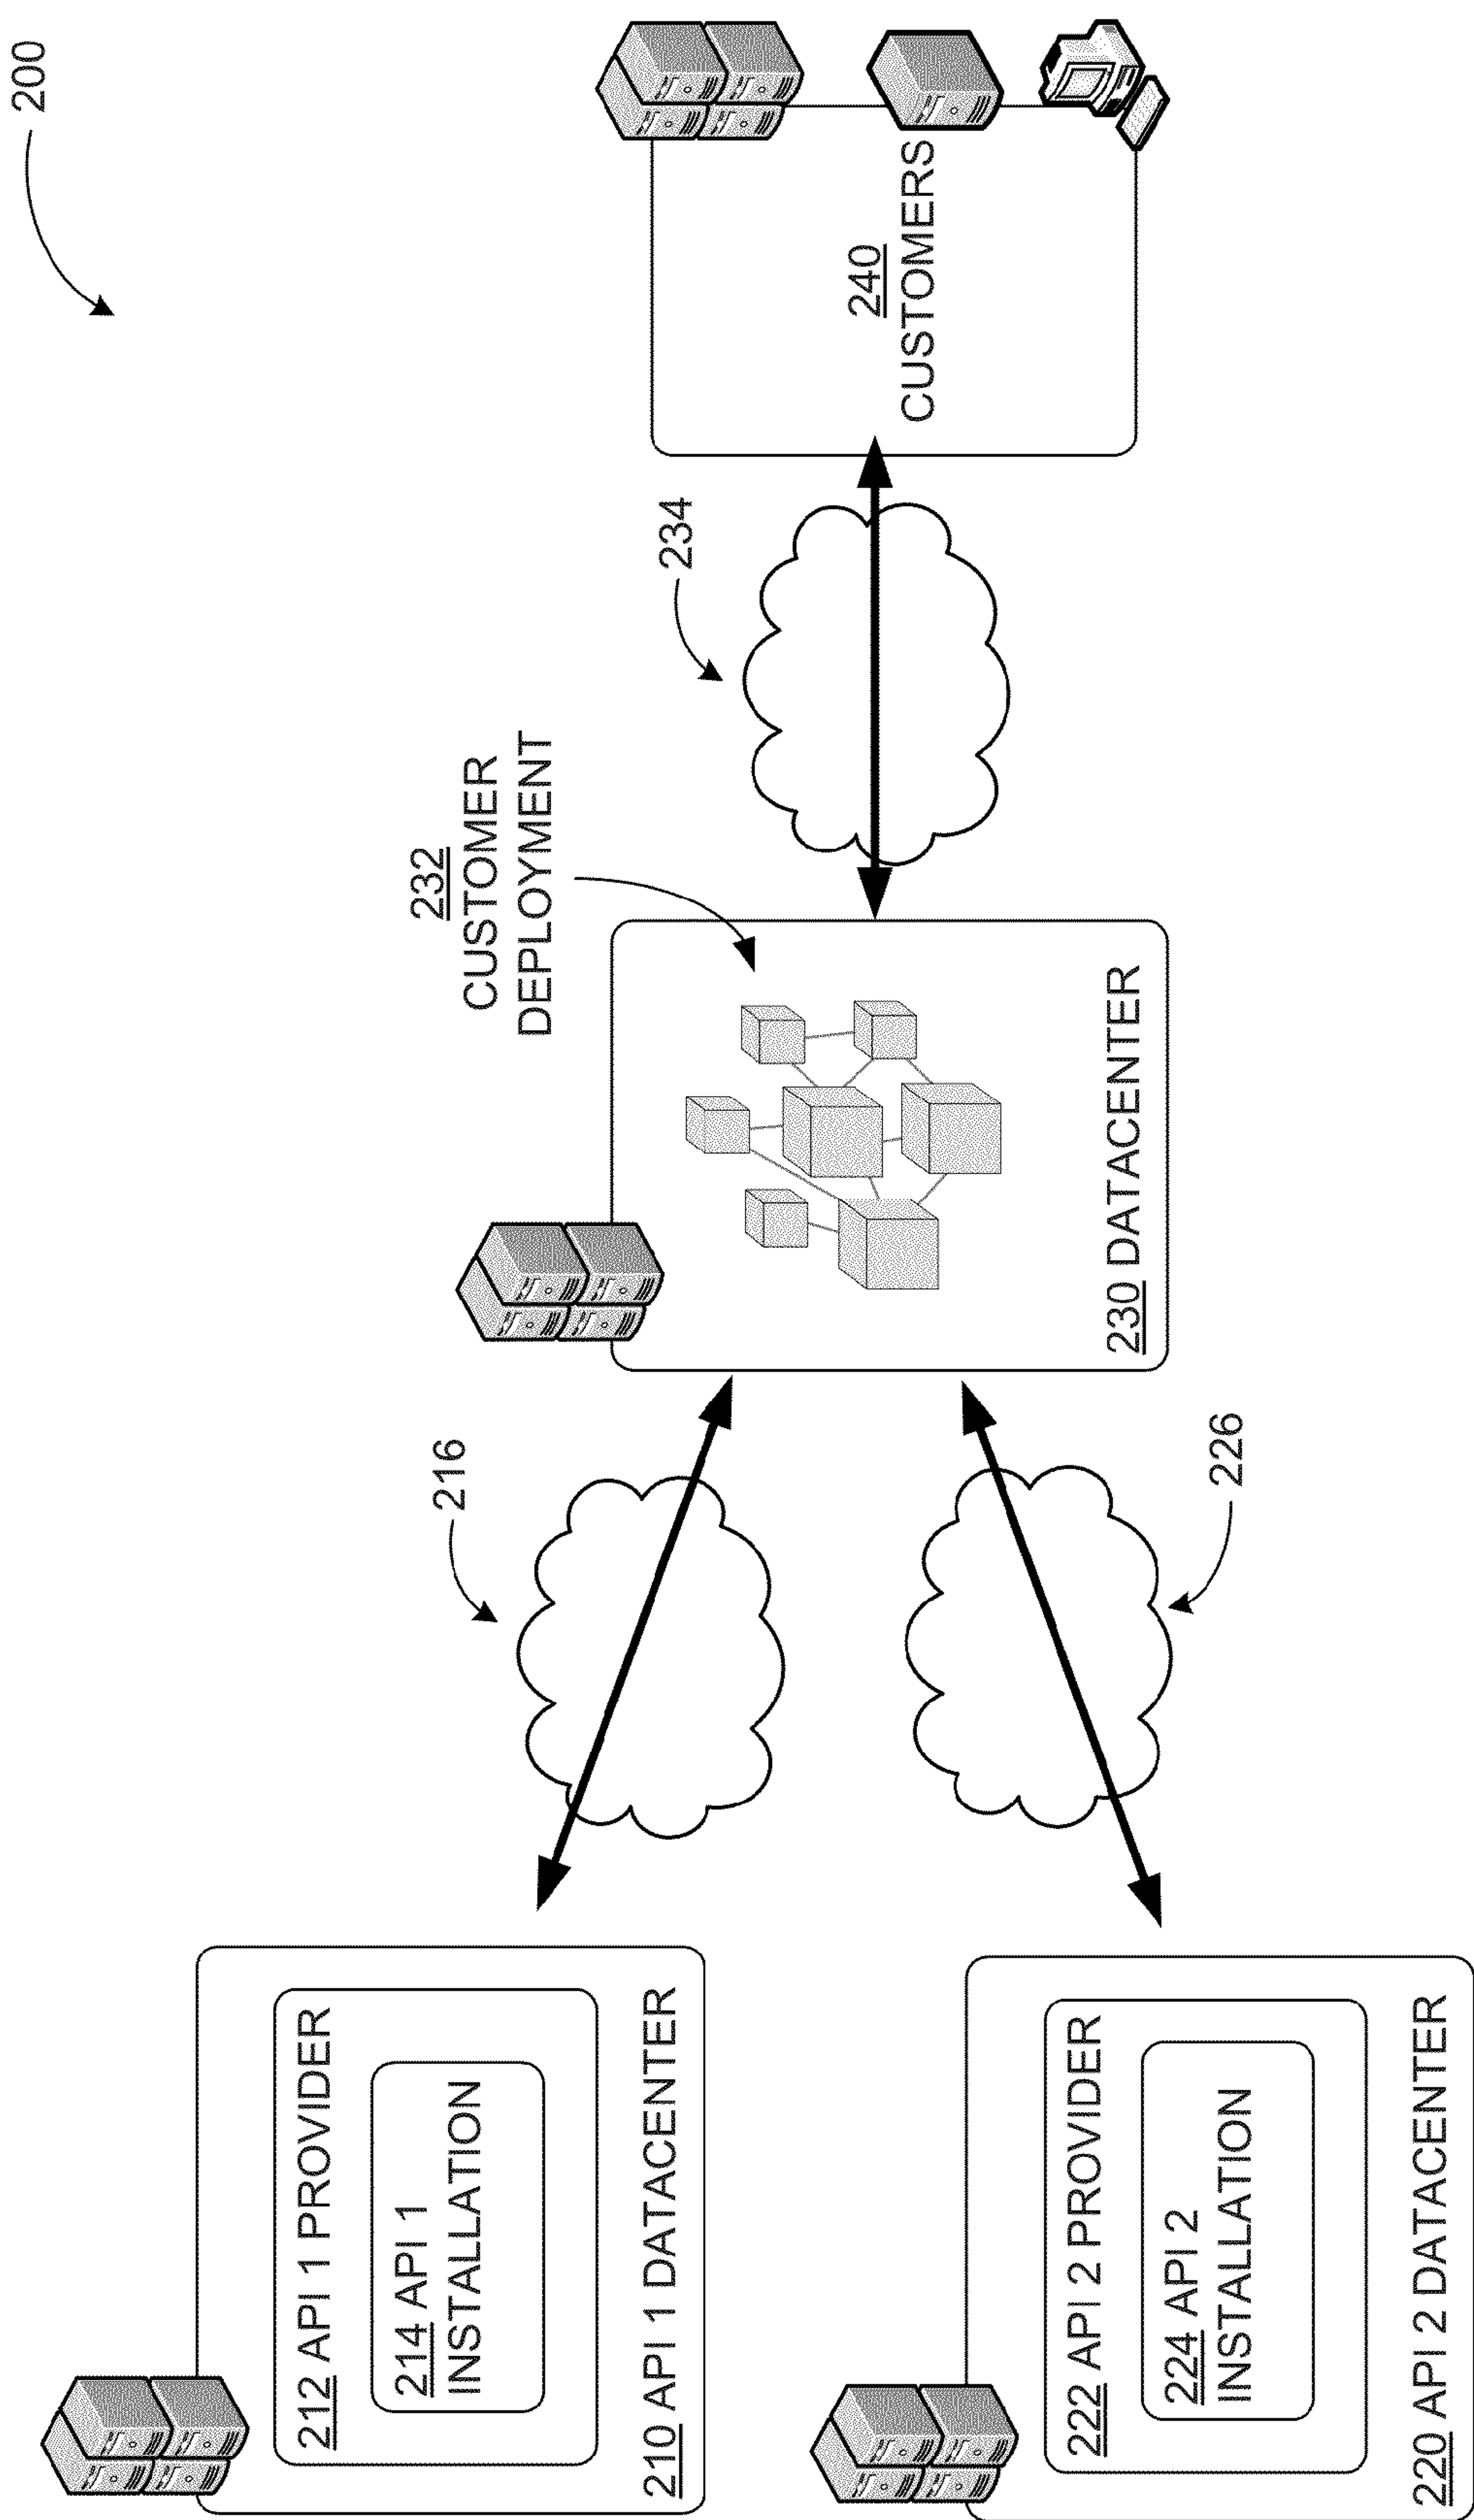 200
212 API 1 PROVIDER
214 API 1
INSTALLATION
210 API 1 DATACENTER
216
232
CUSTOMER
DEPLOYMENT
230 DATACENTER
234
240
CUSTOMERS
222 API 2 PROVIDER
224 API 2
INSTALLATION
220 API 2 DATACENTER
226